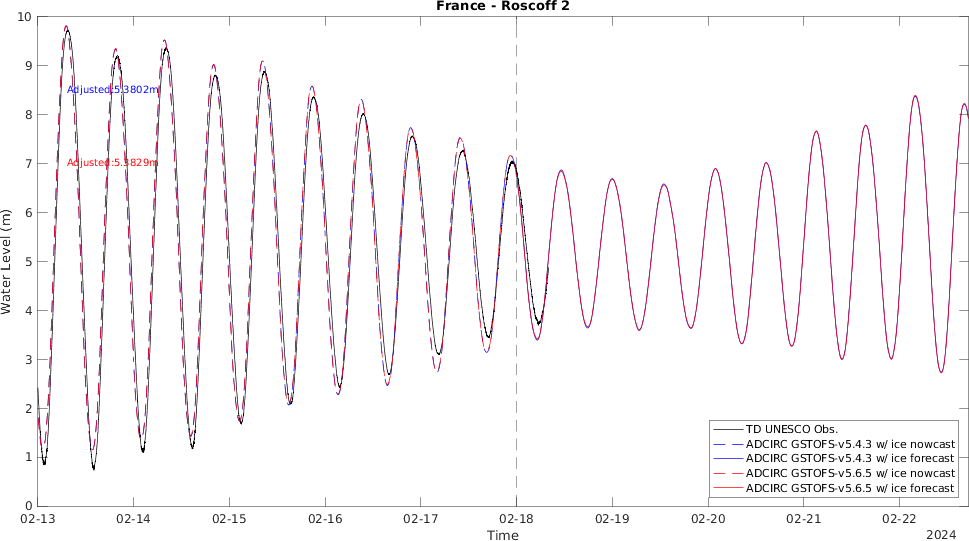 France - Roscoff 2
10
9
8
7
6
5
4
3
2
1
0
Water Level (m)
Adjusted:5.3802m
Adjusted:5.3829m
TD UNESCO Obs.
ADCIRC GSTOFS-v5.4.3 w/ ice nowcast
ADCIRC GSTOFS-v5.4.3 w/ ice forecast
ADCIRC GSTOFS-v5.6.5 w/ ice nowcast
ADCIRC GSTOFS-v5.6.5 w/ ice forecast
02-13 02-14 02-15 02-16 02-17 02-18 02-19 02-20 02-21 02-22
Time
2024